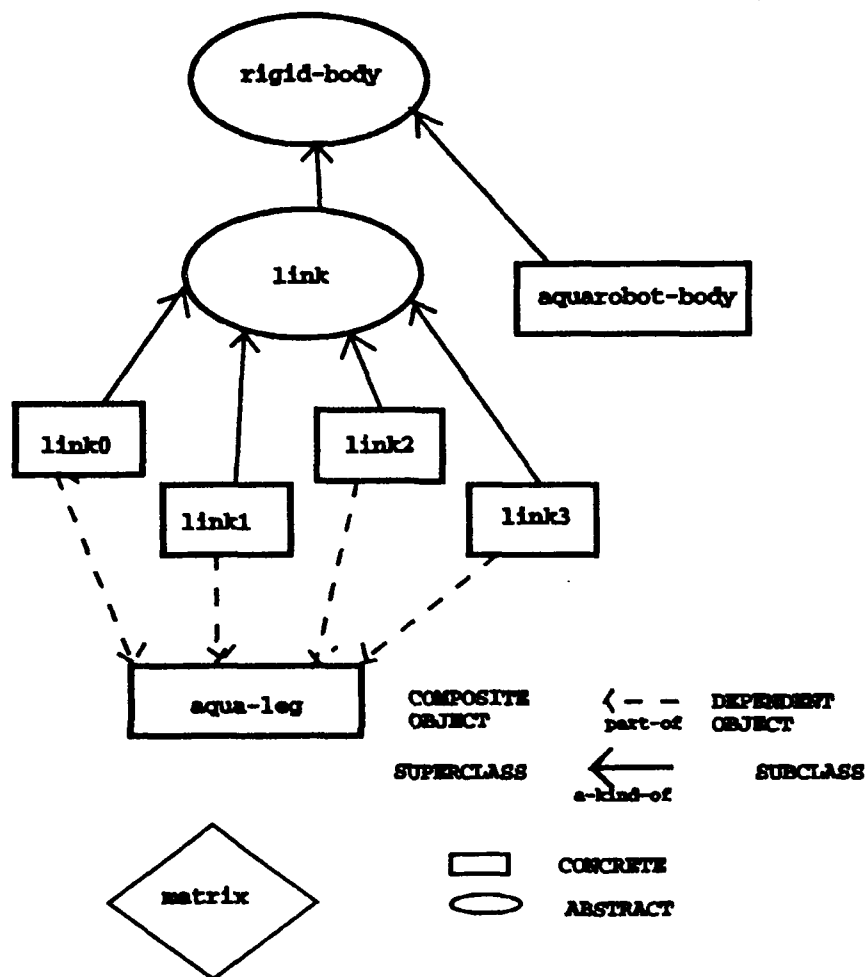 rigid-body
link
aquarobot-body
link0
link2
link1
link3
aqua-leg
COMPOSITE OBJECT
part-of
DEPENDENT OBJECT
SUPERCLASS
a-kind-of
SUBCLASS
matrix
CONCRETE
ABSTRACT